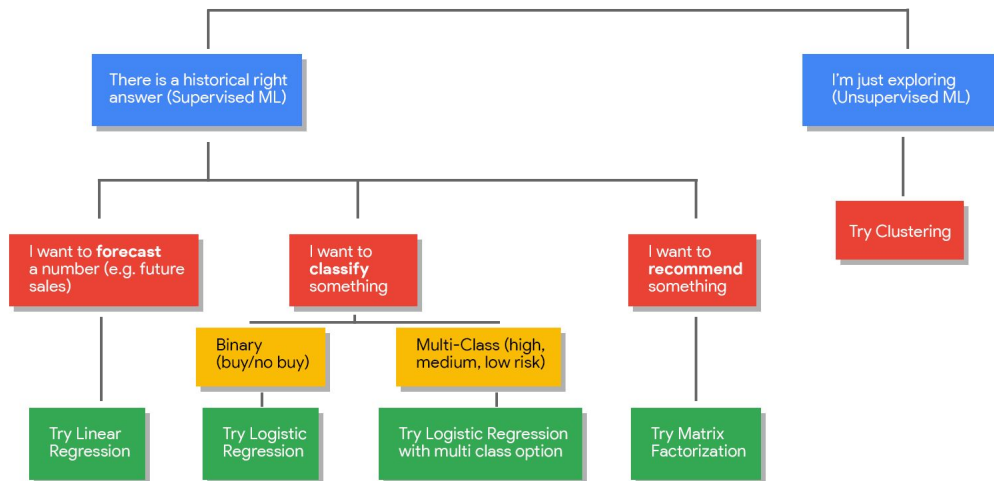 There is a historical right
answer (Supervised ML)
I'm just exploring
(Unsupervised ML)
I want to forecast
a number (e.g. future
sales)
I want to
classify
something
I want to
recommend
something
Try Clustering
Binary
(buy/no buy)
Multi-Class (high,
medium, low risk)
Try Linear
Regression
Try Logistic
Regression
Try Logistic Regression
with multi class option
Try Matrix
Factorization